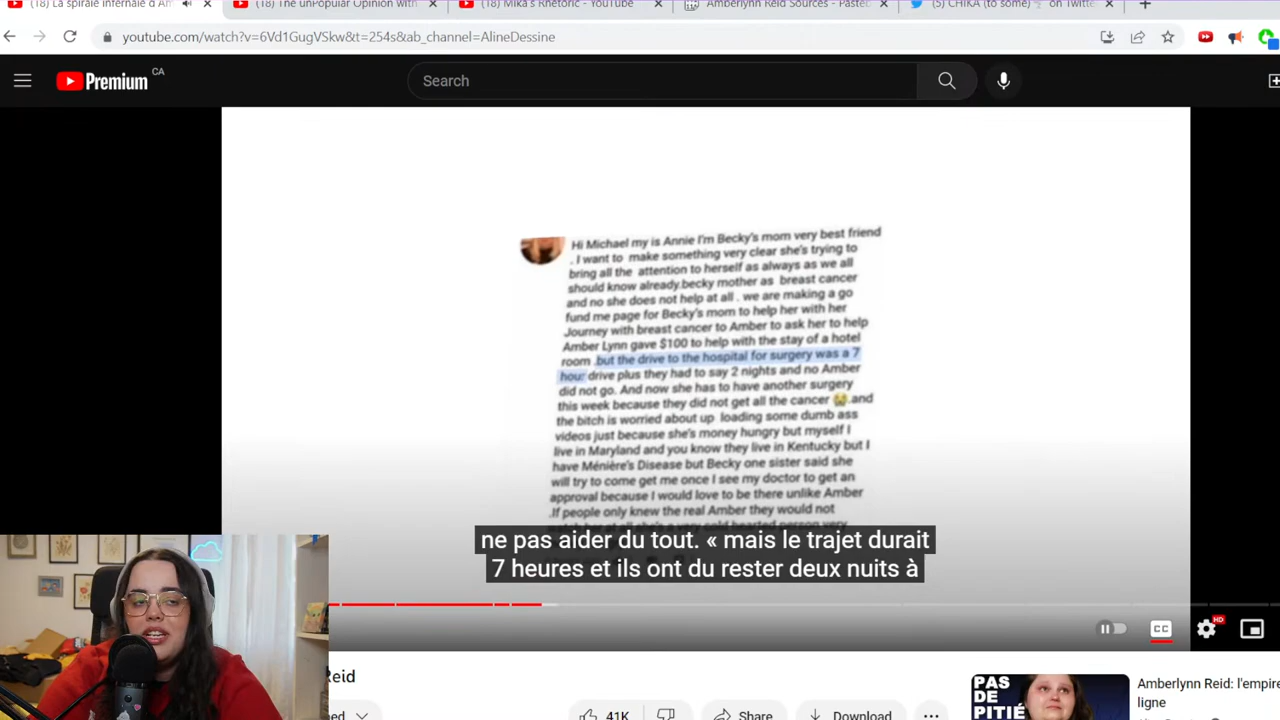 (18) La spirale infernale d'Am
(18) The unPopular Opinion with
(18) Mika's Rhetoric - YouTube
Amberlynn Reid Sources - Pasteb
(5) CHIKA (to some) on Twitte
youtube.com/watch?v=6Vd1GugVSkw&t=254s&ab_channel=AlineDessine
Premium CA
Search
Hi Michael my is Annie I'm Becky's mom very best friend
. I want to make something very clear she's trying to
bring all the attention to herself as always as we all
should know already.becky mother as breast cancer
and no she does not help at all . we are making a go
fund me page for Becky's mom to help her with her
Journey with breast cancer to Amber to ask her to help
Amber Lynn gave $100 to help with the stay of a hotel
room .but the drive to the hospital for surgery was a 7
hour drive plus they had to say 2 nights and no Amber
did not go. And now she has to have another surgery
this week because they did not get all the cancer 😭.and
the bitch is worried about up loading some dumb ass
videos just because she's money hungry but myself I
live in Maryland and you know they live in Kentucky but I
have Ménière's Disease but Becky one sister said she
will try to come get me once I see my doctor to get an
approval because I would love to be there unlike Amber
.If people only knew the real Amber they would not
ne pas aider du tout. « mais le trajet durait
7 heures et ils ont du rester deux nuits à
CC
HD
Reid
41K
Share
Download
PAS
DE
PITIÉ
Amberlynn Reid: l'empire
ligne